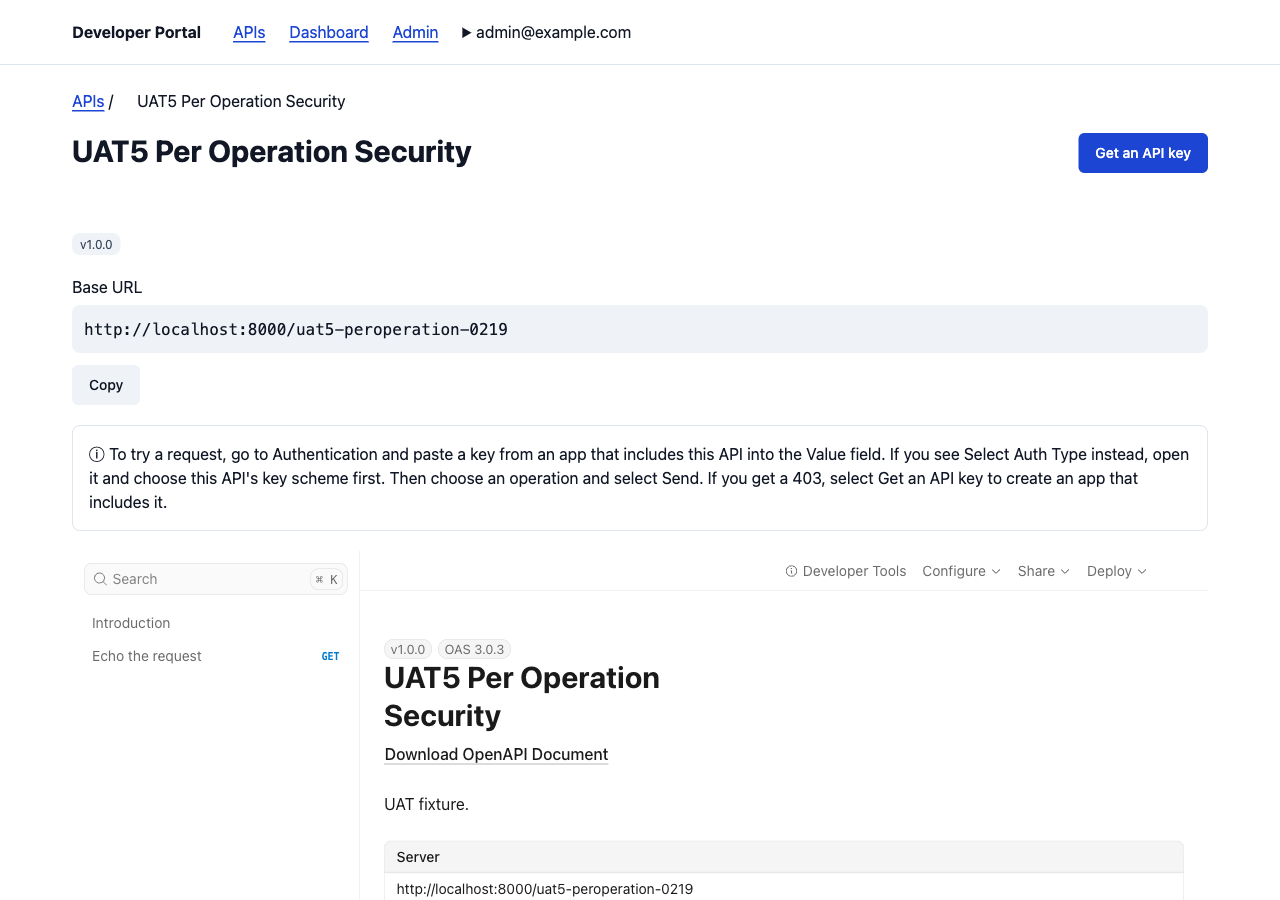 Developer Portal APIs Dashboard Admin ▶ admin@example.com
APIs / UAT5 Per Operation Security
UAT5 Per Operation Security
Get an API key
v1.0.0
Base URL
http://localhost:8000/uat5-peroperation-0219
Copy
ⓘ To try a request, go to Authentication and paste a key from an app that includes this API into the Value field. If you see Select Auth Type instead, open
it and choose this API's key scheme first. Then choose an operation and select Send. If you get a 403, select Get an API key to create an app that
includes it.
Search ⌘ K
Developer Tools Configure Share Deploy
Introduction
Echo the request GET
v1.0.0 OAS 3.0.3
UAT5 Per Operation
Security
Download OpenAPI Document
UAT fixture.
Server
http://localhost:8000/uat5-peroperation-0219